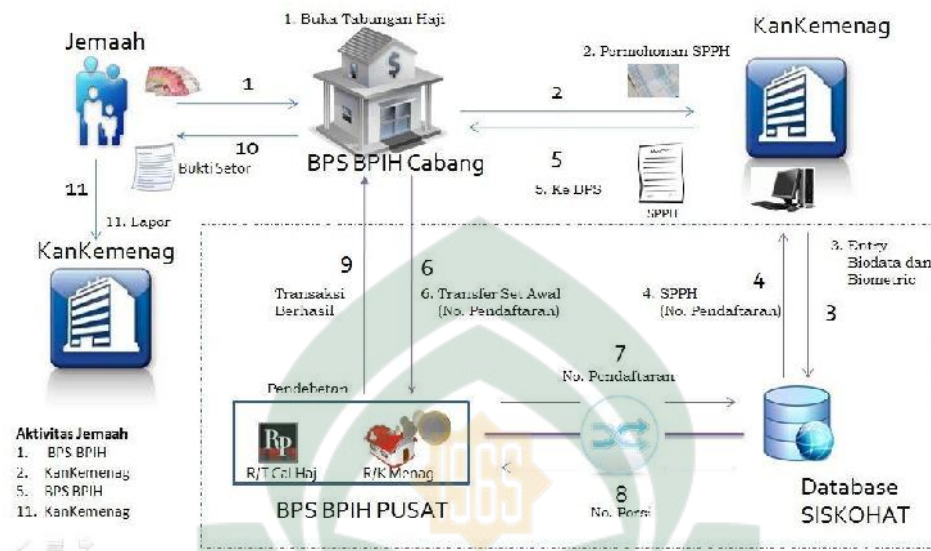 1. Buka Tabungan Haji
Jemaah
KanKemenag
2. Permohonan SPPH
1
2
10
Bukti Setor
BPS BPIH Cabang
5
5. Ke BPS
SPPH
11
11. Lapor
KanKemenag
3. Entry
Biodata dan
Biometric
9
6
4
3
Transaksi
Berhasil
6. Transfer Set Awal
(No. Pendaftaran)
4. SPPH
(No. Pendaftaran)
7
No. Pendaftaran
Pendebetan
Rp
R/T Cal Haj
R/K Menag
1965
BPS BPIH PUSAT
8
No. Porsi
Database
SISKOHAT
Aktivitas Jemaah
1. BPS BPIH
2. KanKemenag
5. BPS BPIH
11. KanKemenag